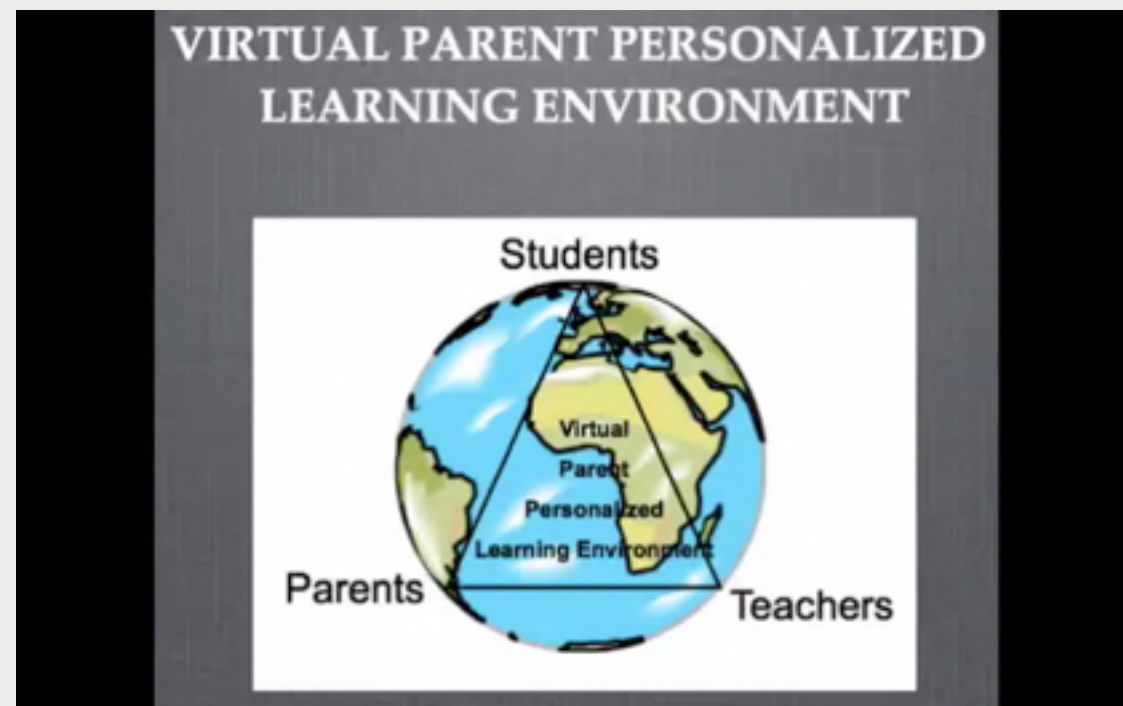 VIRTUAL PARENT PERSONALIZED
LEARNING ENVIRONMENT
Students
Virtual
Parent
Personalized
Learning Environment
Parents
Teachers